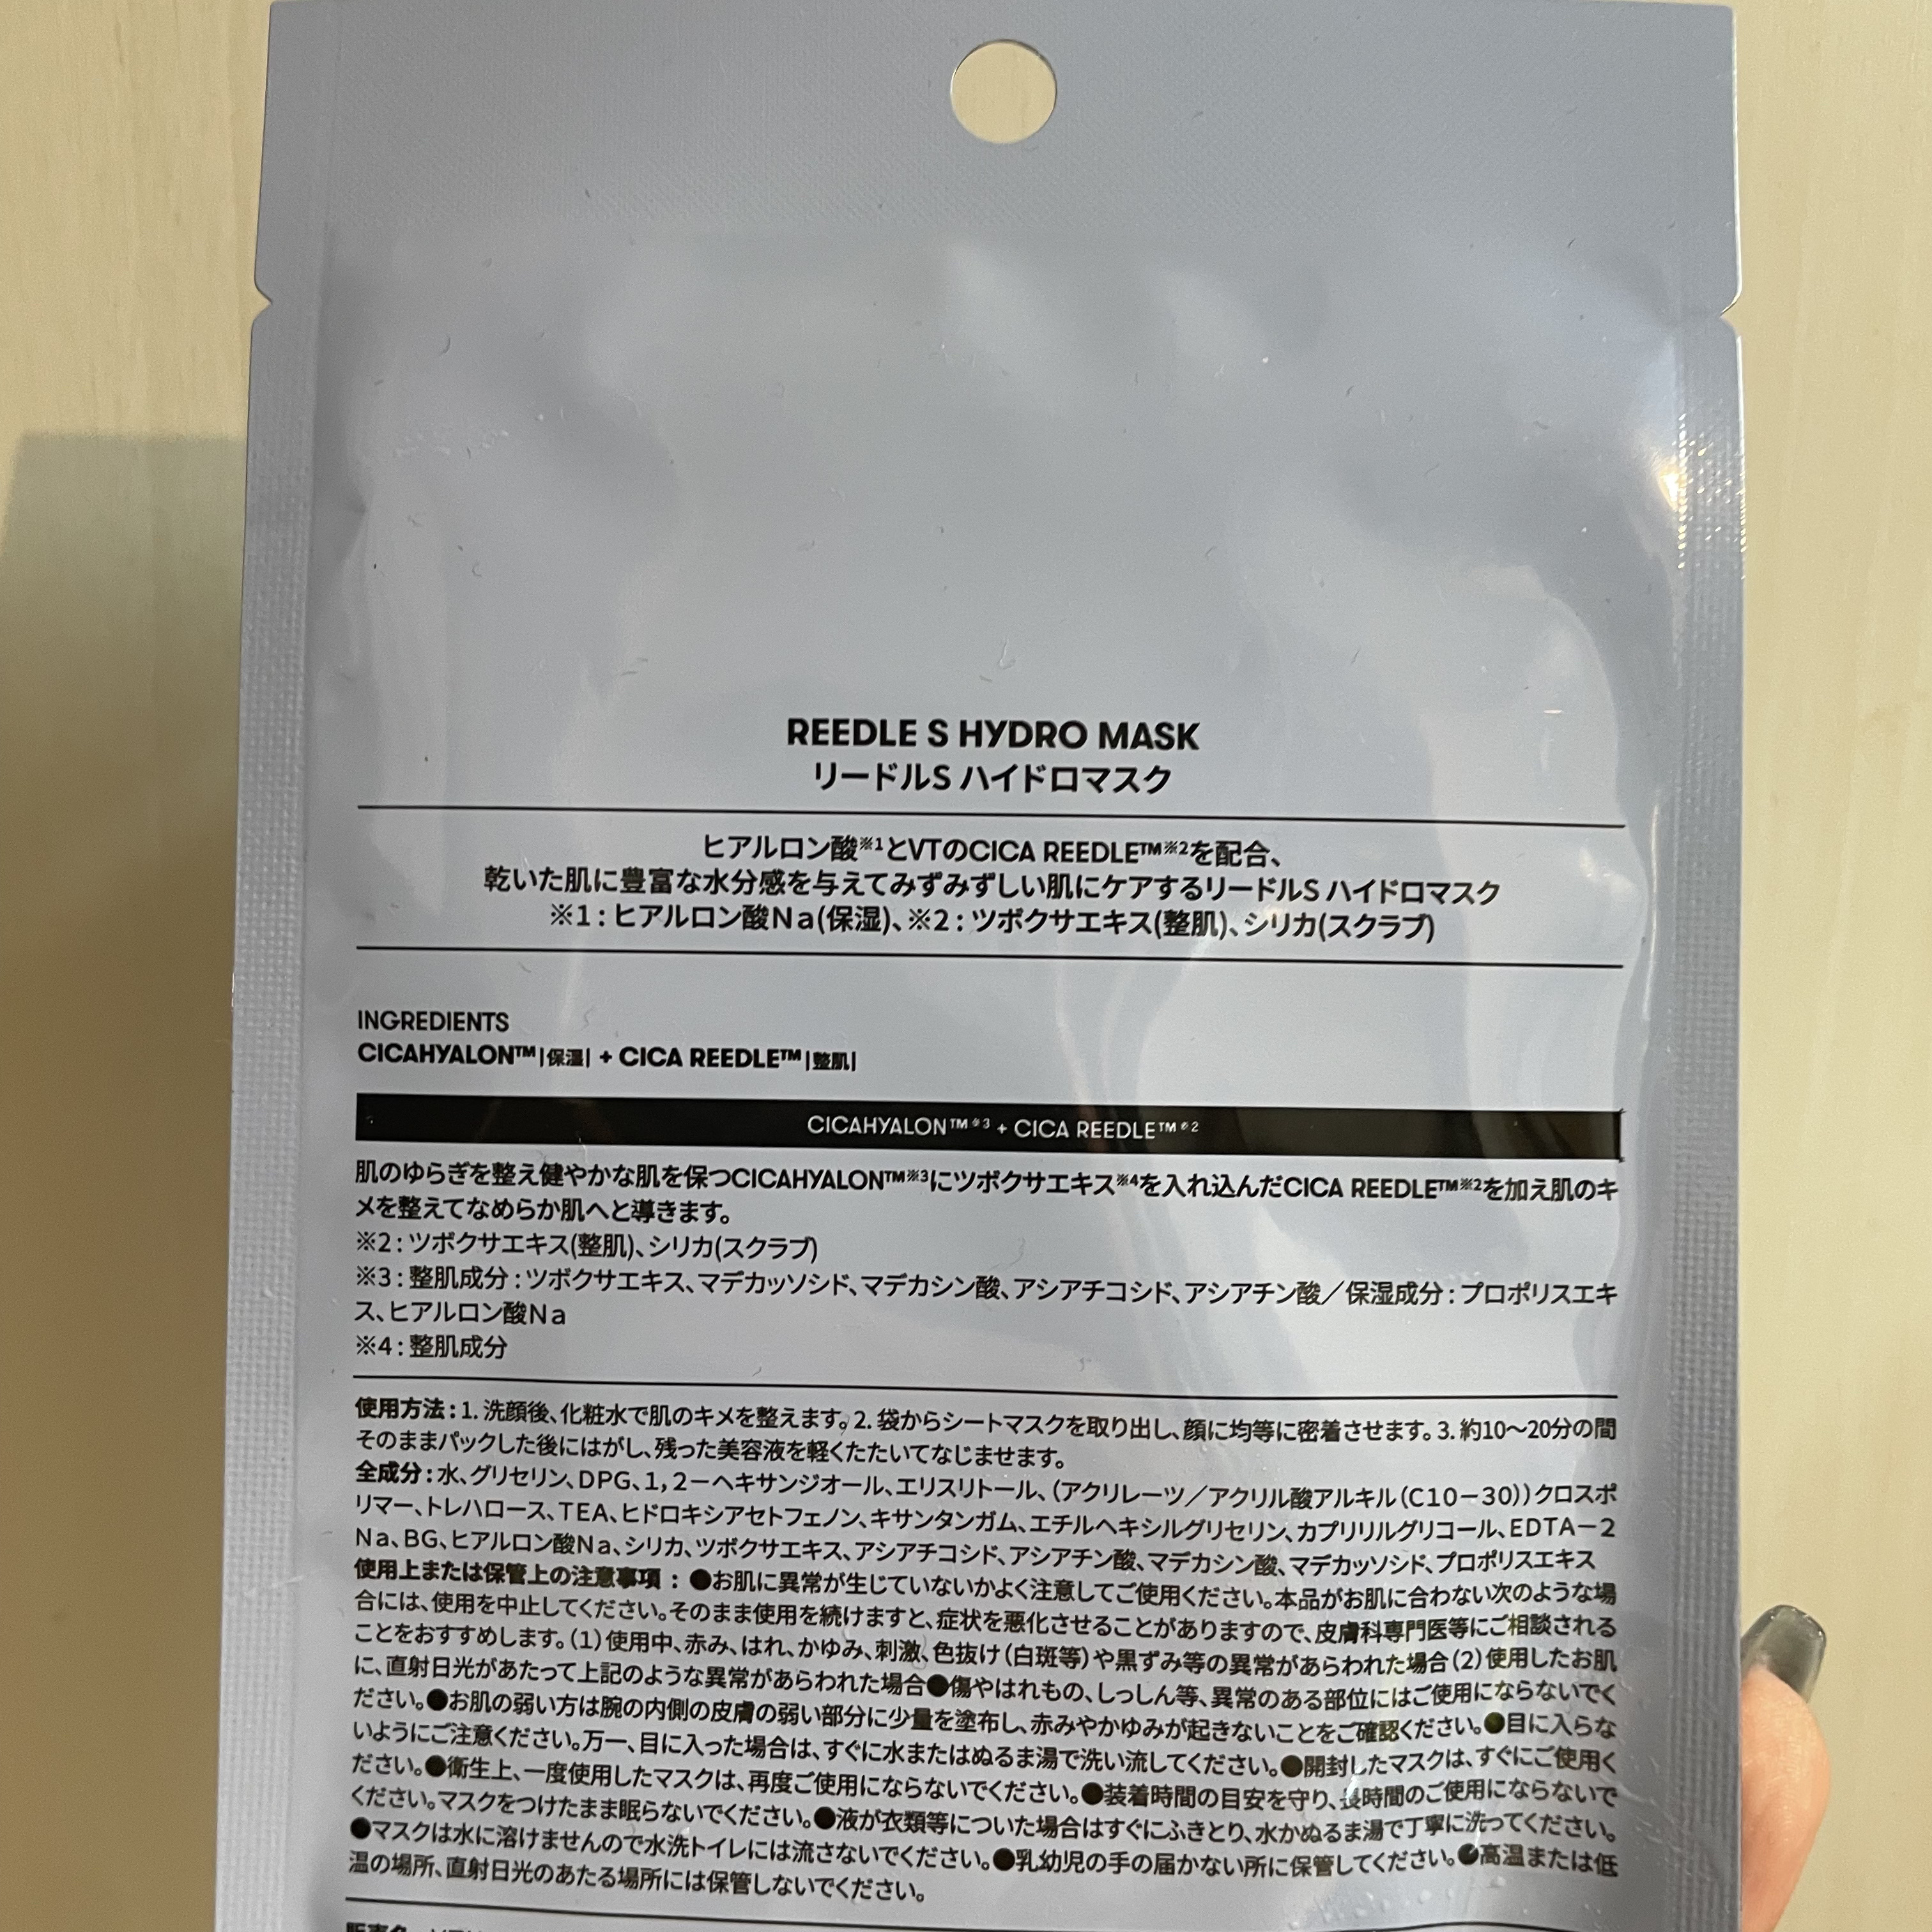 REEDLE S HYDRO MASK
リードルS ハイドロマスク
ヒアルロン酸※1とVTのCICA REEDLE™※2を配合、
乾いた肌に豊富な水分感を与えてみずみずしい肌にケアするリードルS ハイドロマスク
※1：ヒアルロン酸Na(保湿)、※2：ツボクサエキス(整肌)、シリカ(スクラブ)
INGREDIENTS
CICAHYALON™|保湿| + CICA REEDLE™|整肌|
CICAHYALON™※3 + CICA REEDLE™※2
肌のゆらぎを整え健やかな肌を保つCICAHYALON™※3にツボクサエキス※4を入れ込んだCICA REEDLE™※2を加え肌のキ
メを整えてなめらか肌へと導きます。
※2：ツボクサエキス(整肌)、シリカ(スクラブ)
※3：整肌成分：ツボクサエキス、マデカッソシド、マデカシン酸、アシアチコシド、アシアチン酸／保湿成分：プロポリスエキ
ス、ヒアルロン酸Na
※4：整肌成分
使用方法：1. 洗顔後、化粧水で肌のキメを整えます。2. 袋からシートマスクを取り出し、顔に均等に密着させます。3. 約10〜20分の間
そのままパックした後にはがし、残った美容液を軽くたたいてなじませます。
全成分：水、グリセリン、DPG、1，2－ヘキサンジオール、エリスリトール、（アクリレーツ／アクリル酸アルキル（C10－30））クロスポ
リマー、トレハロース、TEA、ヒドロキシアセトフェノン、キサンタンガム、エチルヘキシルグリセリン、カプリリルグリコール、EDTA－2
Na、BG、ヒアルロン酸Na、シリカ、ツボクサエキス、アシアチコシド、アシアチン酸、マデカシン酸、マデカッソシド、プロポリスエキス
使用上または保管上の注意事項：●お肌に異常が生じていないかよく注意してご使用ください。本品がお肌に合わない次のような場
合には、使用を中止してください。そのまま使用を続けますと、症状を悪化させることがありますので、皮膚科専門医等にご相談される
ことをおすすめします。（1）使用中、赤み、はれ、かゆみ、刺激、色抜け（白斑等）や黒ずみ等の異常があらわれた場合（2）使用したお肌
に、直射日光があたって上記のような異常があらわれた場合●傷やはれもの、しっしん等、異常のある部位にはご使用にならないでく
ださい。●お肌の弱い方は腕の内側の皮膚の弱い部分に少量を塗布し、赤みやかゆみが起きないことをご確認ください。●目に入らな
いようにご注意ください。万一、目に入った場合は、すぐに水またはぬるま湯で洗い流してください。●開封したマスクは、すぐにご使用く
ださい。●衛生上、一度使用したマスクは、再度ご使用にならないでください。●装着時間の目安を守り、長時間のご使用にならないで
ください。マスクをつけたまま眠らないでください。●液が衣類等についた場合はすぐにふきとり、水かぬるま湯で丁寧に洗ってください。
●マスクは水に溶けませんので水洗トイレには流さないでください。●乳幼児の手の届かない所に保管してください。●高温または低
温の場所、直射日光のあたる場所には保管しないでください。